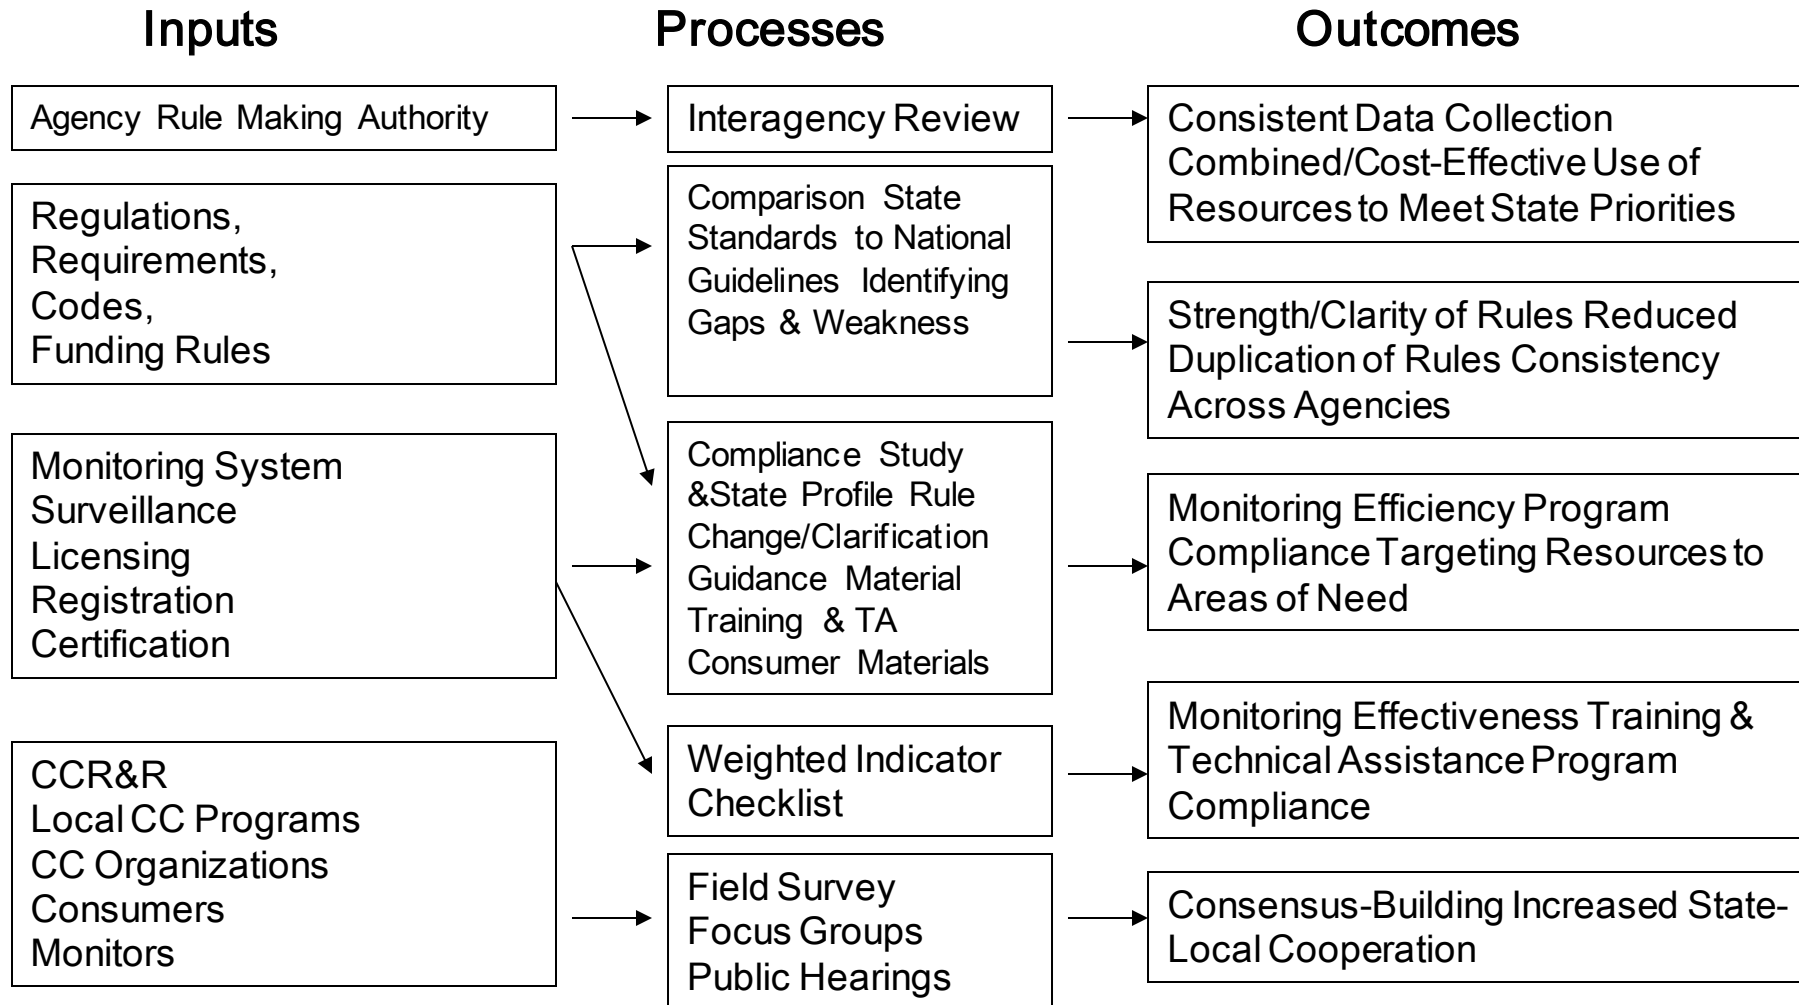 Inputs
Processes
Outcomes
Agency Rule Making Authority
Regulations,
Requirements,
Codes,
Funding Rules
Monitoring System
Surveillance
Licensing
Registration
Certification
CCR&R
Local CC Programs
CC Organizations
Consumers
Monitors
Interagency Review
Comparison State
Standards to National
Guidelines Identifying
Gaps & Weakness
Compliance Study
&State Profile Rule
Change/Clarification
Guidance Material
Training & TA
Consumer Materials
Weighted Indicator
Checklist
Field Survey
Focus Groups
Public Hearings
Consistent Data Collection
Combined/Cost-Effective Use of
Resources to Meet State Priorities
Strength/Clarity of Rules Reduced
Duplication of Rules Consistency
Across Agencies
Monitoring Efficiency Program
Compliance Targeting Resources to
Areas of Need
Monitoring Effectiveness Training &
Technical Assistance Program
Compliance
Consensus-Building Increased State-
Local Cooperation